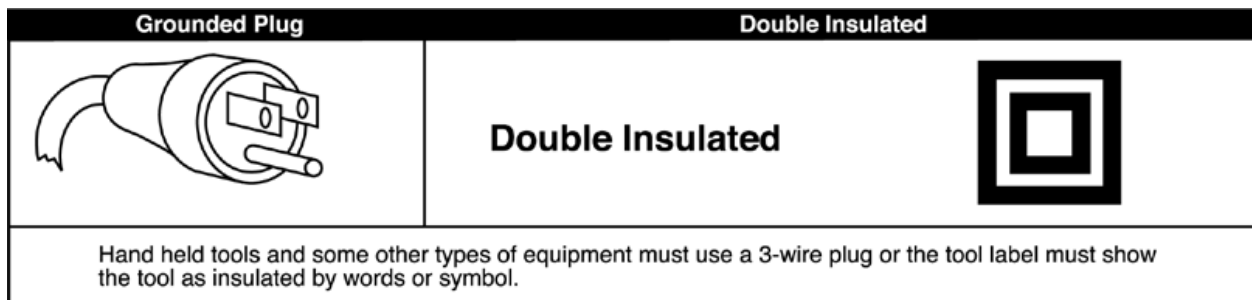 Grounded Plug
Double Insulated
Double Insulated
Hand held tools and some other types of equipment must use a 3-wire plug or the tool label must show
the tool as insulated by words or symbol.